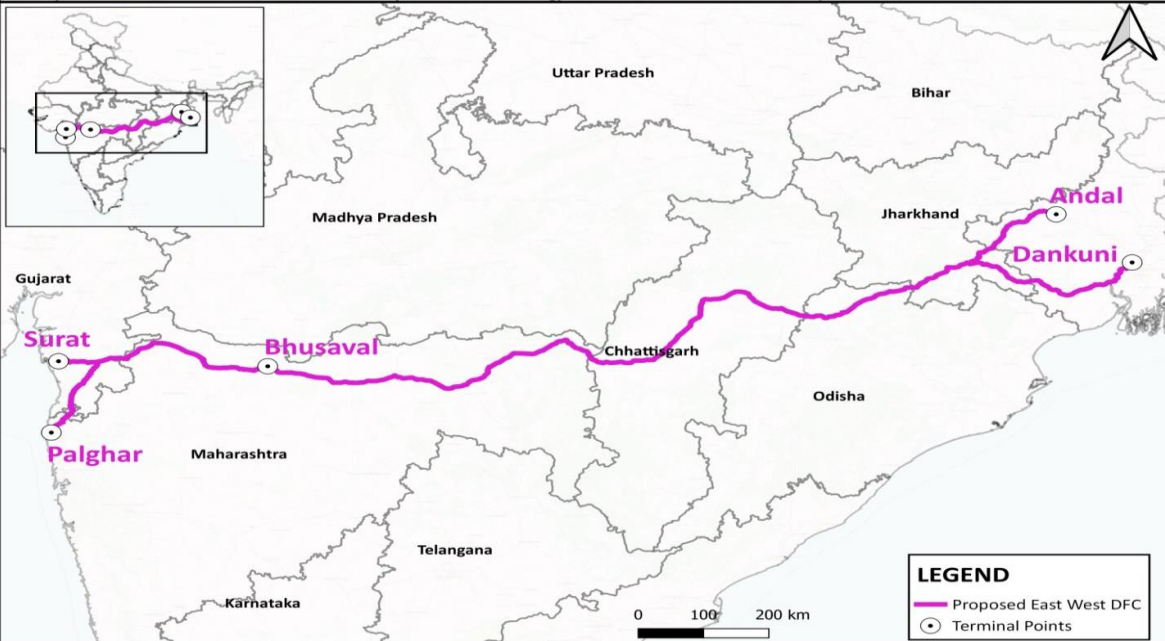 Uttar Pradesh
Bihar
Andal
Madhya Pradesh
Jharkhand
Dankuni
Gujarat
Surat
Bhusaval
Chhattisgarh
Odisha
Palghar
Maharashtra
Telangana
Karnataka
LEGEND
Proposed East West DFC
Terminal Points
0 100 200 km